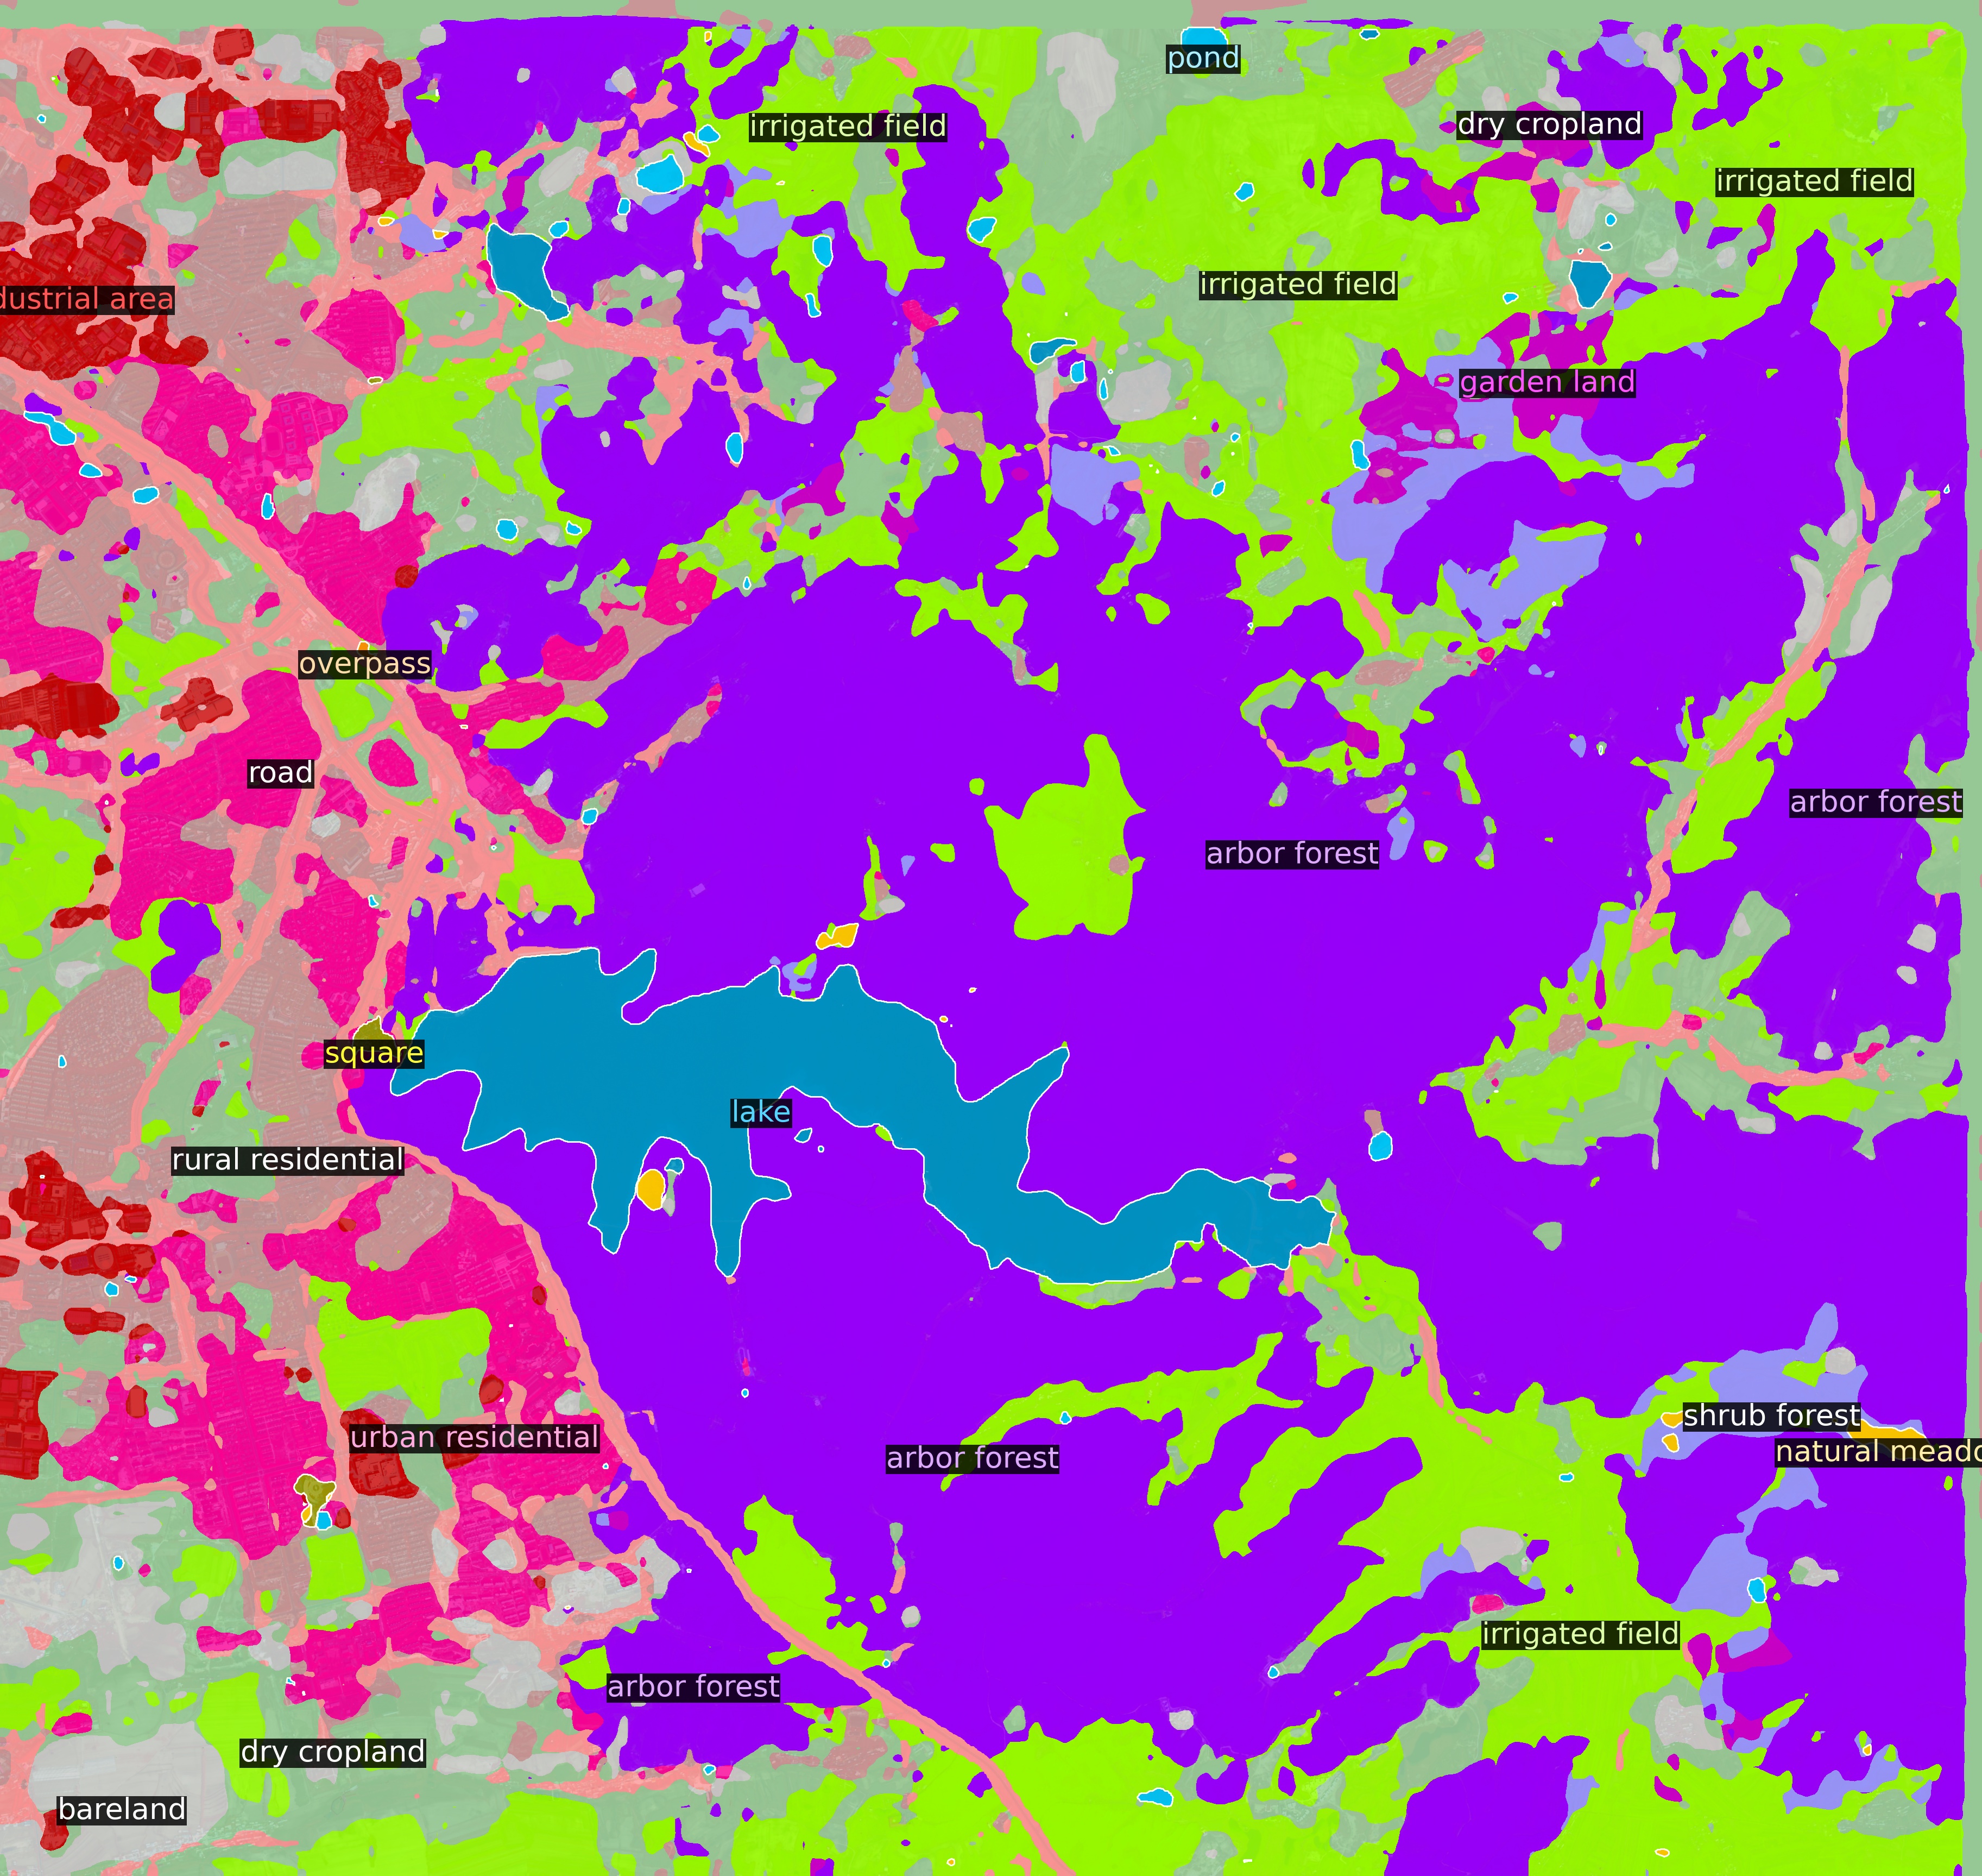 pond
irrigated field
dry cropland
irrigated field
irrigated field
dustrial area
garden land
overpass
road
arbor forest
arbor forest
square
lake
rural residential
shrub forest
urban residential
natural meado
arbor forest
irrigated field
arbor forest
dry cropland
bareland